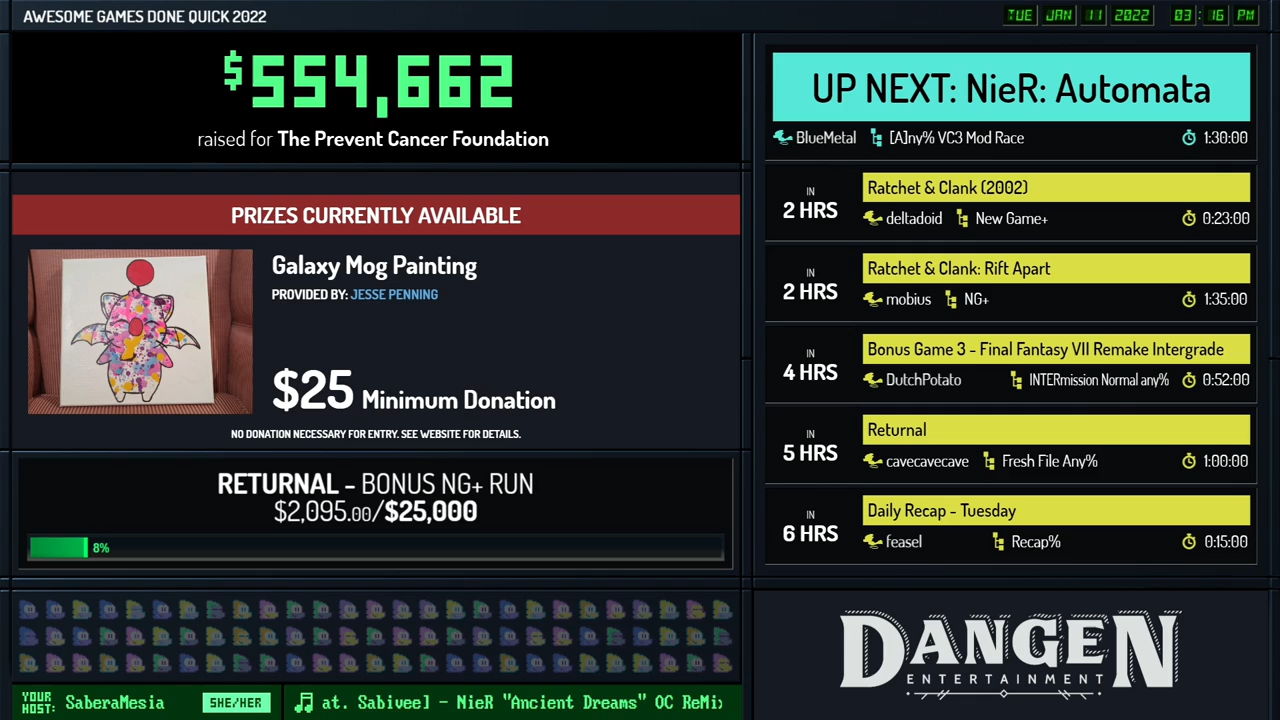 AWESOME GAMES DONE QUICK 2022
TUE JAN 11 2022 03:16 PM
$554,662
raised for The Prevent Cancer Foundation
PRIZES CURRENTLY AVAILABLE
Galaxy Mog Painting
PROVIDED BY: JESSE PENNING
$25 Minimum Donation
NO DONATION NECESSARY FOR ENTRY. SEE WEBSITE FOR DETAILS.
RETURNAL - BONUS NG+ RUN
$2,095.00/$25,000
8%
YOUR HOST: SaberaMesia SHE/HER
at. Sabivee] - NieR "Ancient Dreams" OC ReMix
UP NEXT: NieR: Automata
BlueMetal [A]ny% VC3 Mod Race 1:30:00
IN 2 HRS
Ratchet & Clank (2002)
deltadoid New Game+ 0:23:00
IN 2 HRS
Ratchet & Clank: Rift Apart
mobius NG+ 1:35:00
IN 4 HRS
Bonus Game 3 - Final Fantasy VII Remake Intergrade
DutchPotato INTERmission Normal any% 0:52:00
IN 5 HRS
Returnal
cavecavecave Fresh File Any% 1:00:00
IN 6 HRS
Daily Recap - Tuesday
feasel Recap% 0:15:00
DANGEN
ENTERTAINMENT